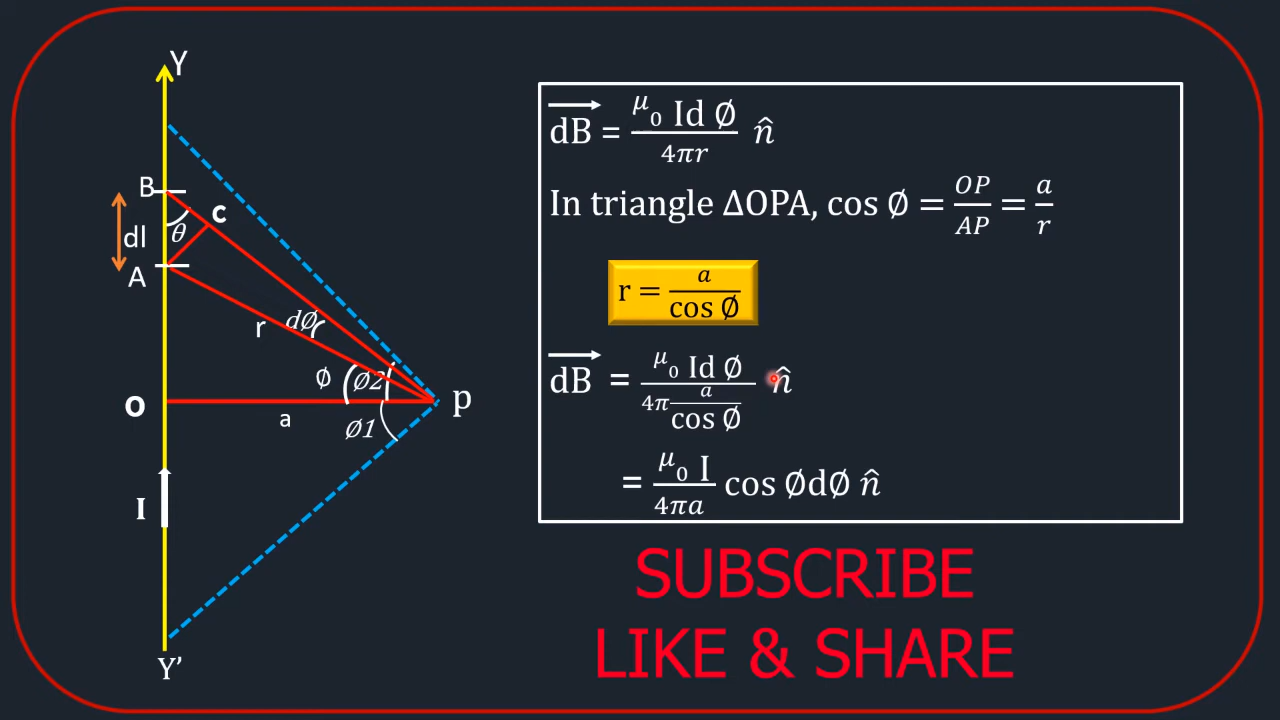 Y
B
c
θ
dl
A
r
dØ
Ø
Ø2
O
a
p
Ø1
I
Y’
dB⃗ = μ₀ Id Ø / 4πr n̂
In triangle ΔOPA, cos Ø = OP / AP = a / r
r = a / cos Ø
dB⃗ = μ₀ Id Ø / 4π a / cos Ø n̂
= μ₀ I / 4πa cos Ødø n̂
SUBSCRIBE
LIKE & SHARE